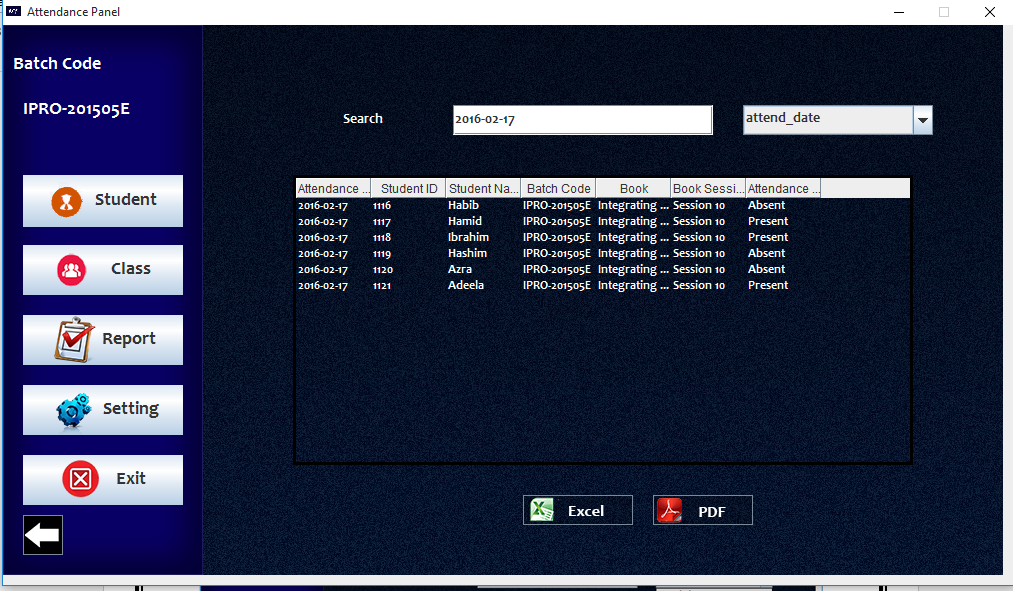 Attendance Panel
Batch Code
IPRO-201505E
Search 2016-02-17 attend_date
Student
Class
Report
Setting
Exit
Attendance ... Student ID Student Na... Batch Code Book Book Sessi... Attendance ...
2016-02-17 1116 Habib IPRO-201505E Integrating ... Session 10 Absent
2016-02-17 1117 Hamid IPRO-201505E Integrating ... Session 10 Present
2016-02-17 1118 Ibrahim IPRO-201505E Integrating ... Session 10 Present
2016-02-17 1119 Hashim IPRO-201505E Integrating ... Session 10 Absent
2016-02-17 1120 Azra IPRO-201505E Integrating ... Session 10 Absent
2016-02-17 1121 Adeela IPRO-201505E Integrating ... Session 10 Present
Excel PDF